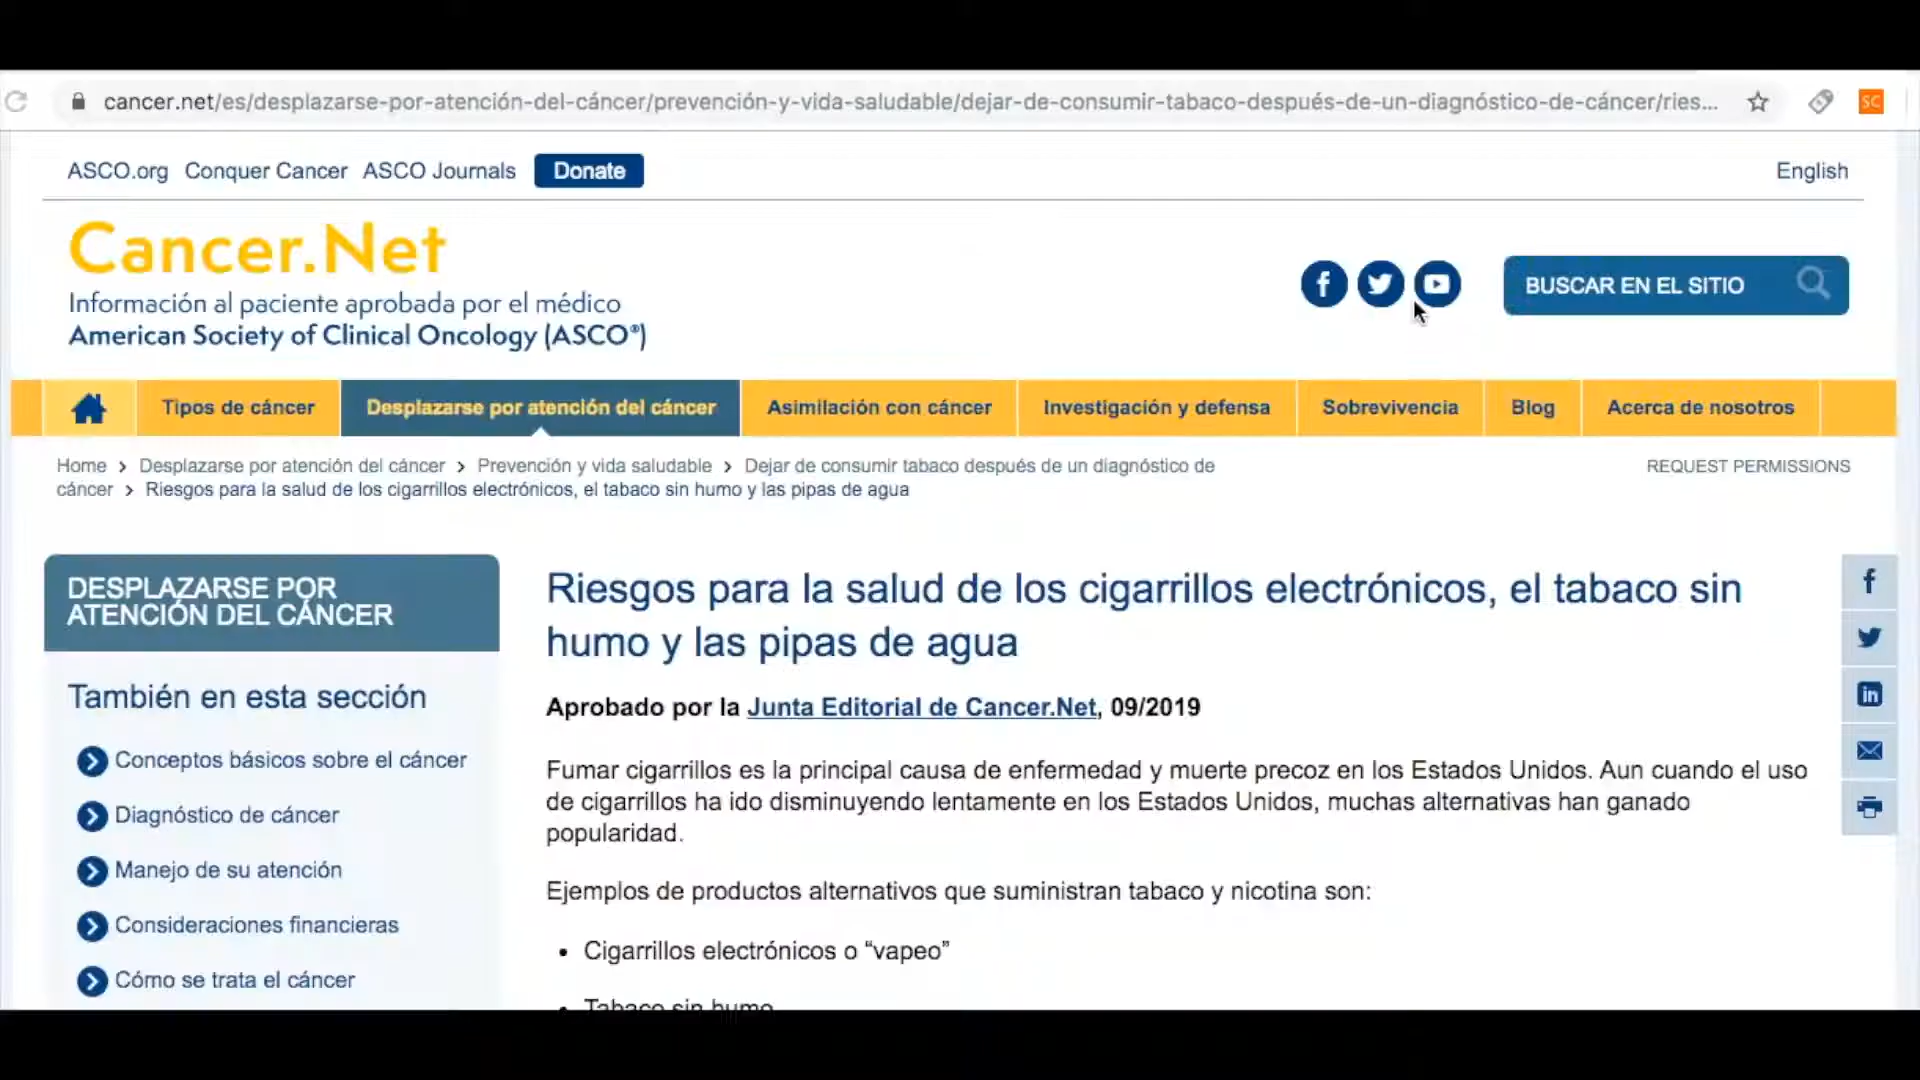 cancer.net/es/desplazarse-por-atención-del-cáncer/prevención-y-vida-saludable/dejar-de-consumir-tabaco-después-de-un-diagnóstico-de-cáncer/ries...
SC
ASCO.org Conquer Cancer ASCO Journals Donate English
Cancer.Net
Información al paciente aprobada por el médico
American Society of Clinical Oncology (ASCO®)
BUSCAR EN EL SITIO
Tipos de cáncer Desplazarse por atención del cáncer Asimilación con cáncer Investigación y defensa Sobrevivencia Blog Acerca de nosotros
Home > Desplazarse por atención del cáncer > Prevención y vida saludable > Dejar de consumir tabaco después de un diagnóstico de
cáncer > Riesgos para la salud de los cigarrillos electrónicos, el tabaco sin humo y las pipas de agua
REQUEST PERMISSIONS
DESPLAZARSE POR
ATENCIÓN DEL CÁNCER
También en esta sección
Conceptos básicos sobre el cáncer
Diagnóstico de cáncer
Manejo de su atención
Consideraciones financieras
Cómo se trata el cáncer
Riesgos para la salud de los cigarrillos electrónicos, el tabaco sin
humo y las pipas de agua
Aprobado por la Junta Editorial de Cancer.Net, 09/2019
Fumar cigarrillos es la principal causa de enfermedad y muerte precoz en los Estados Unidos. Aun cuando el uso
de cigarrillos ha ido disminuyendo lentamente en los Estados Unidos, muchas alternativas han ganado
popularidad.
Ejemplos de productos alternativos que suministran tabaco y nicotina son:
• Cigarrillos electrónicos o “vapeo”
• Tabaco sin humo